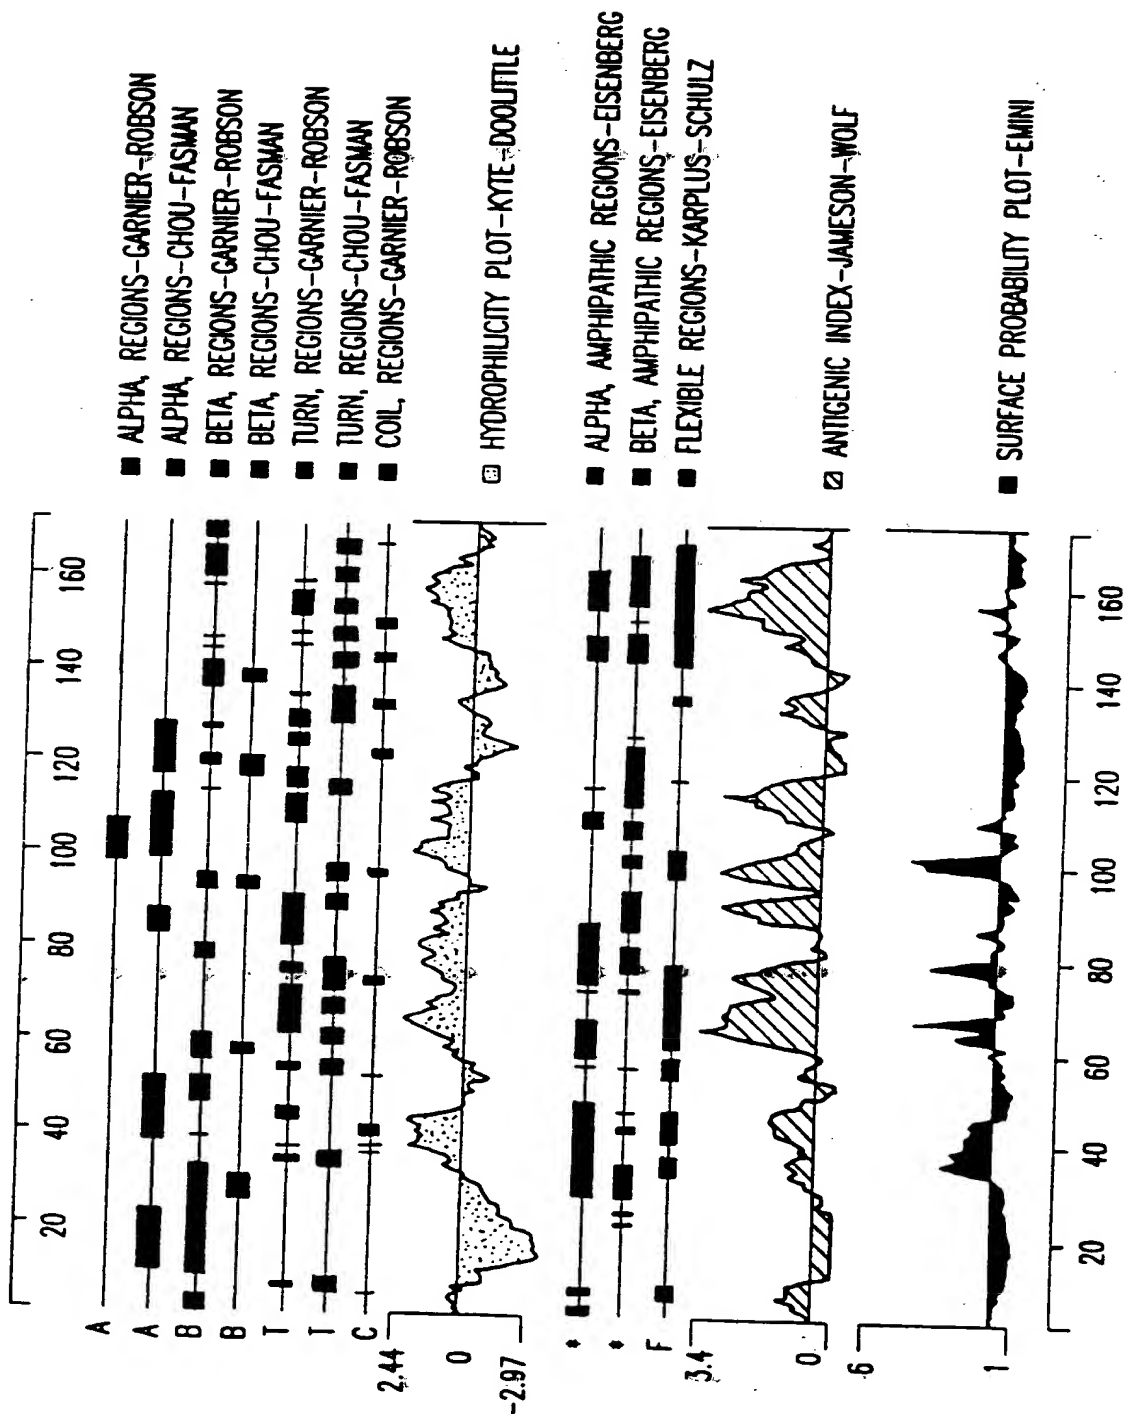 20 40 60 80 100 120 140 160
A ALPHA, REGIONS-GARNIER-ROBSON
A ALPHA, REGIONS-CHOU-FASMAN
B BETA, REGIONS-GARNIER-ROBSON
B BETA, REGIONS-CHOU-FASMAN
T TURN, REGIONS-GARNIER-ROBSON
T TURN, REGIONS-CHOU-FASMAN
C COIL, REGIONS-GARNIER-ROBSON
2.44
0 HYDROPHILICITY PLOT-KYTE-DOOLITTLE
-2.97
* ALPHA, AMPHIPATHIC REGIONS-EISENBERG
* BETA, AMPHIPATHIC REGIONS-EISENBERG
F FLEXIBLE REGIONS-KARPLUS-SCHULZ
3.4
0 ANTIGENIC INDEX-JAMESON-WOLF
6
1 SURFACE PROBABILITY PLOT-EMINI
20 40 60 80 100 120 140 160